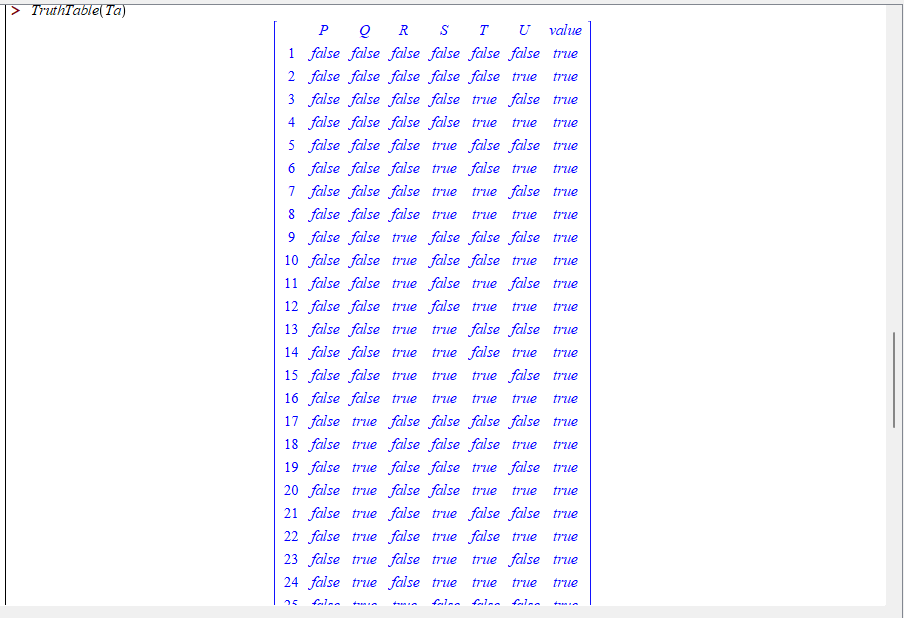 > TruthTable(Ta)
P Q R S T U value
1 false false false false false false true
2 false false false false false true true
3 false false false false true false true
4 false false false false true true true
5 false false false true false false true
6 false false false true false true true
7 false false false true true false true
8 false false false true true true true
9 false false true false false false true
10 false false true false false true true
11 false false true false true false true
12 false false true false true true true
13 false false true true false false true
14 false false true true false true true
15 false false true true true false true
16 false false true true true true true
17 false true false false false false true
18 false true false false false true true
19 false true false false true false true
20 false true false false true true true
21 false true false true false false true
22 false true false true false true true
23 false true false true true false true
24 false true false true true true true
25 false true true false false false true